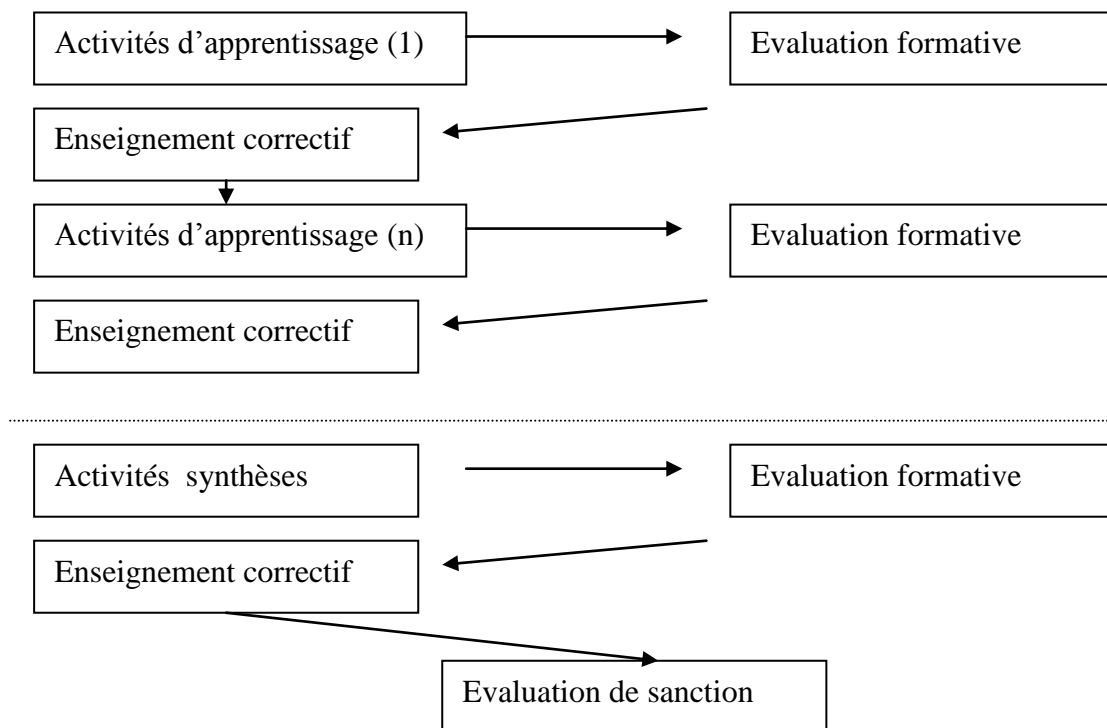 Activités d’apprentissage (1)
Evaluation formative
Enseignement correctif
Activités d’apprentissage (n)
Evaluation formative
Enseignement correctif
Activités  synthèses
Evaluation formative
Enseignement correctif
Evaluation de sanction